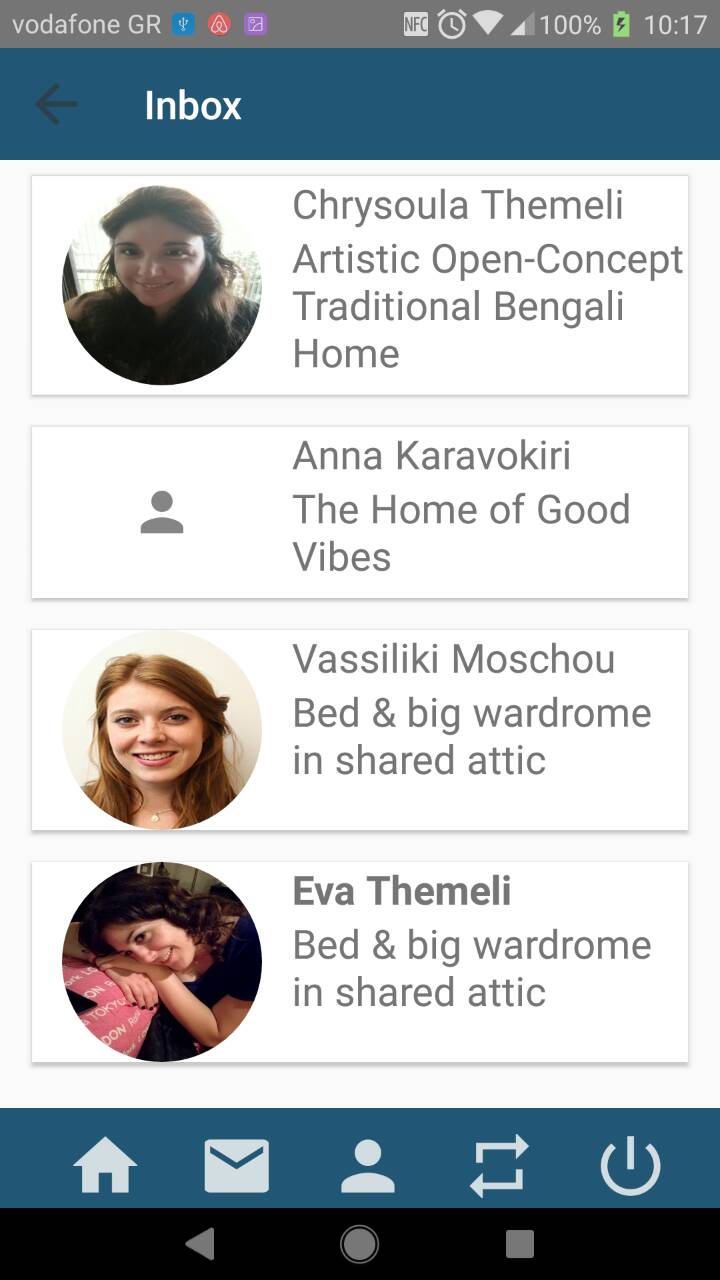 vodafone GR NFC 100% 10:17
Inbox
Chrysoula Themeli
Artistic Open-Concept
Traditional Bengali
Home
Anna Karavokiri
The Home of Good
Vibes
Vassiliki Moschou
Bed & big wardrome
in shared attic
Eva Themeli
Bed & big wardrome
in shared attic